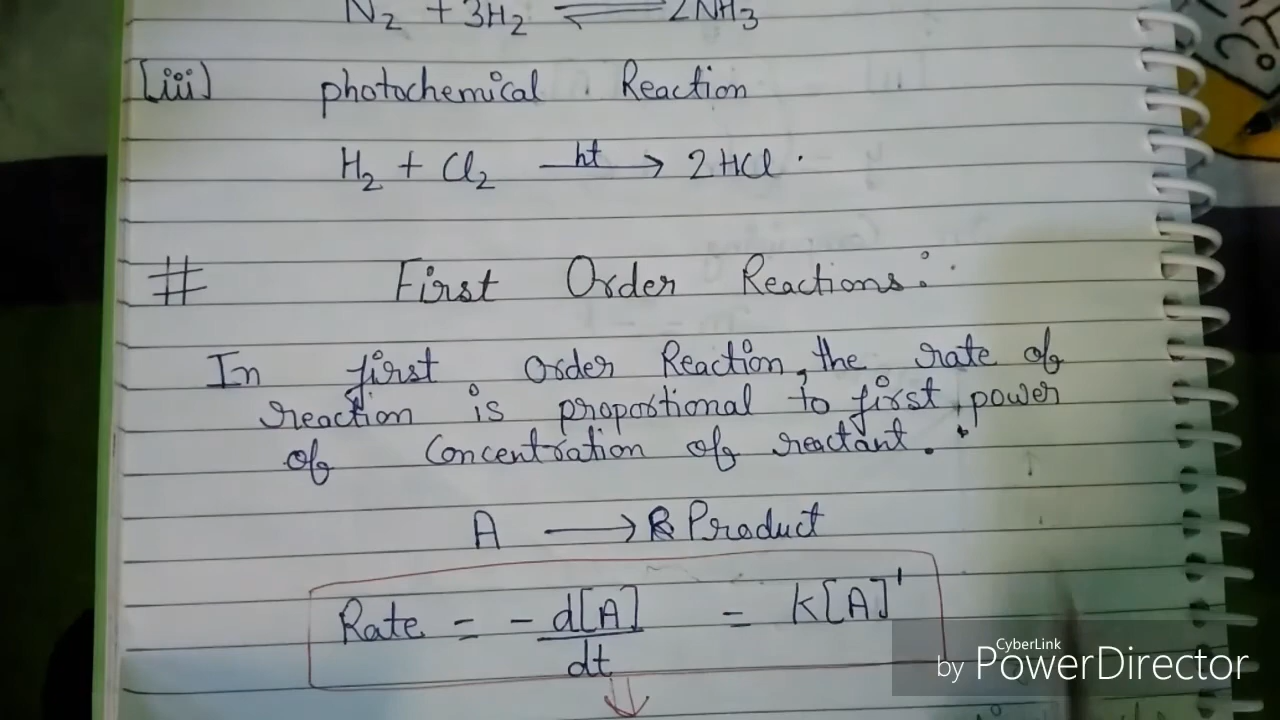 N2 + 3H2 ⇌ 2NH3
[iii] photochemical Reaction
H2 + Cl2 —ht→ 2HCl
# First Order Reactions:
In first Order Reaction, the rate of
reaction is proportional to first power
of Concentration of reactant.
A → Product
Rate = - d[A]/dt = K[A]¹
CyberLink
by PowerDirector